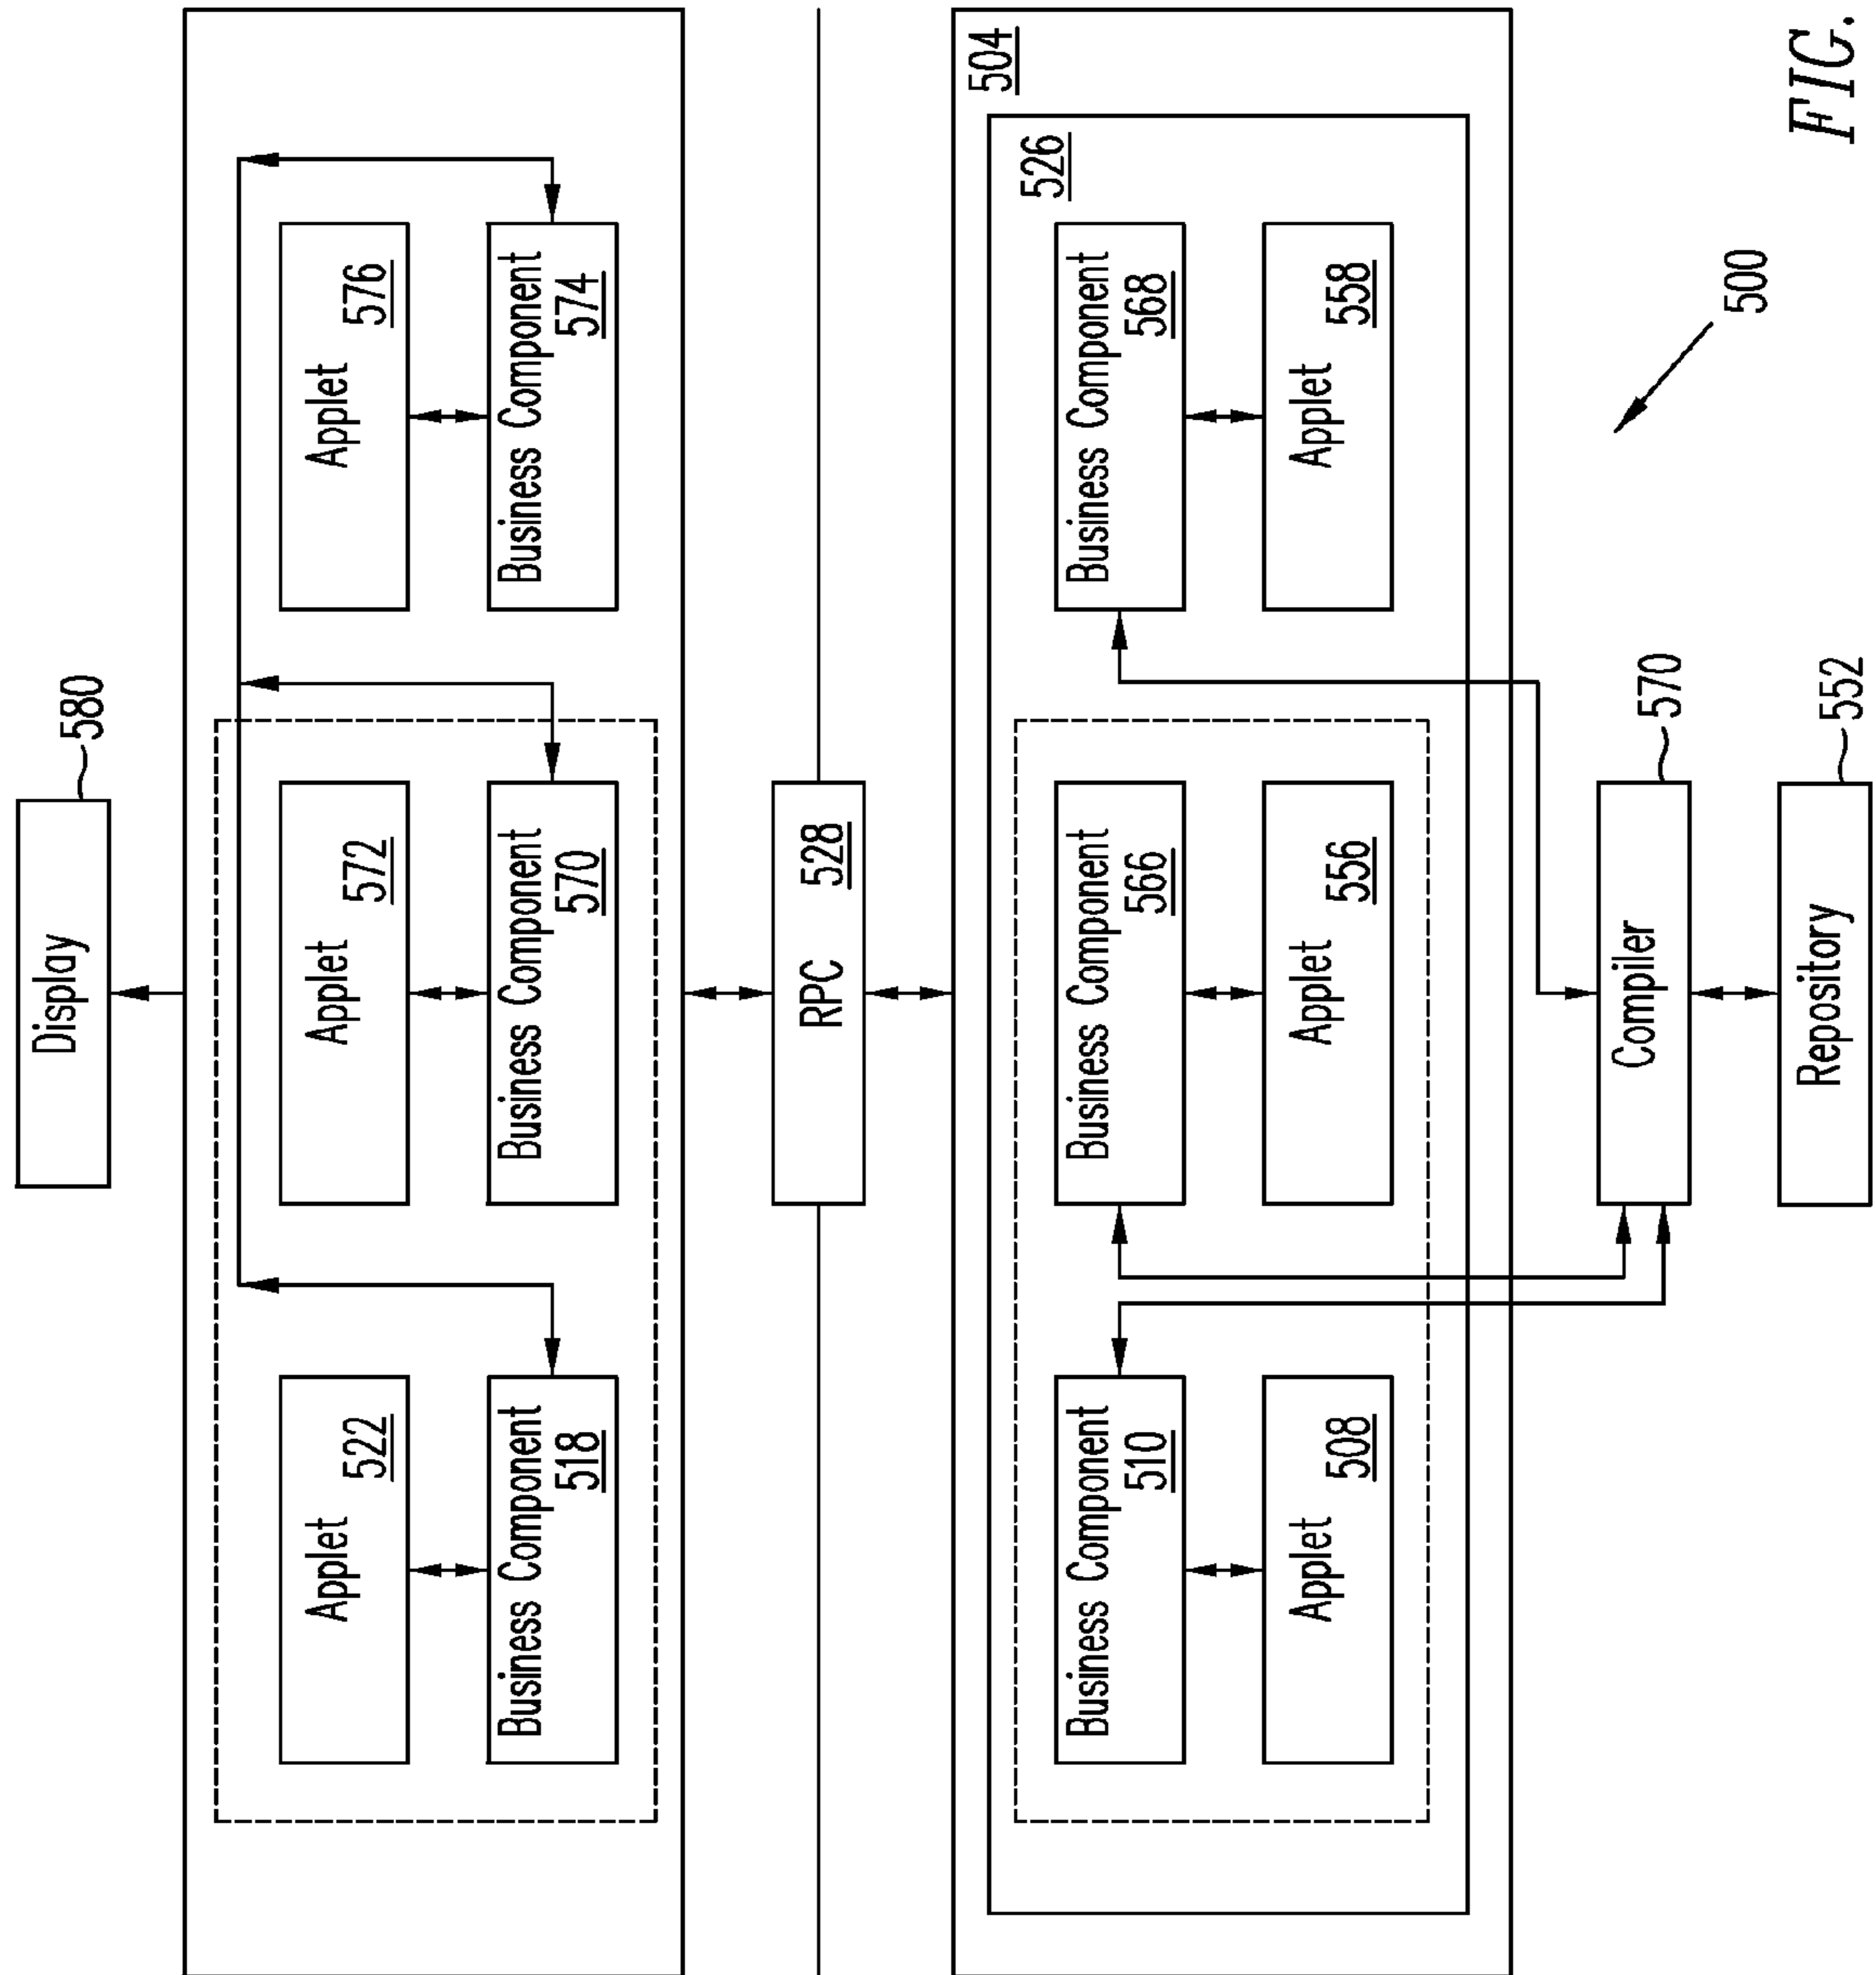 Display
580
Applet
522
Applet
572
Applet
576
Business Component
518
Business Component
570
Business Component
574
RPC
528
504
526
Business Component
510
Business Component
566
Business Component
568
Applet
508
Applet
556
Applet
558
Compiler
570
Repository
552
500
FIG.